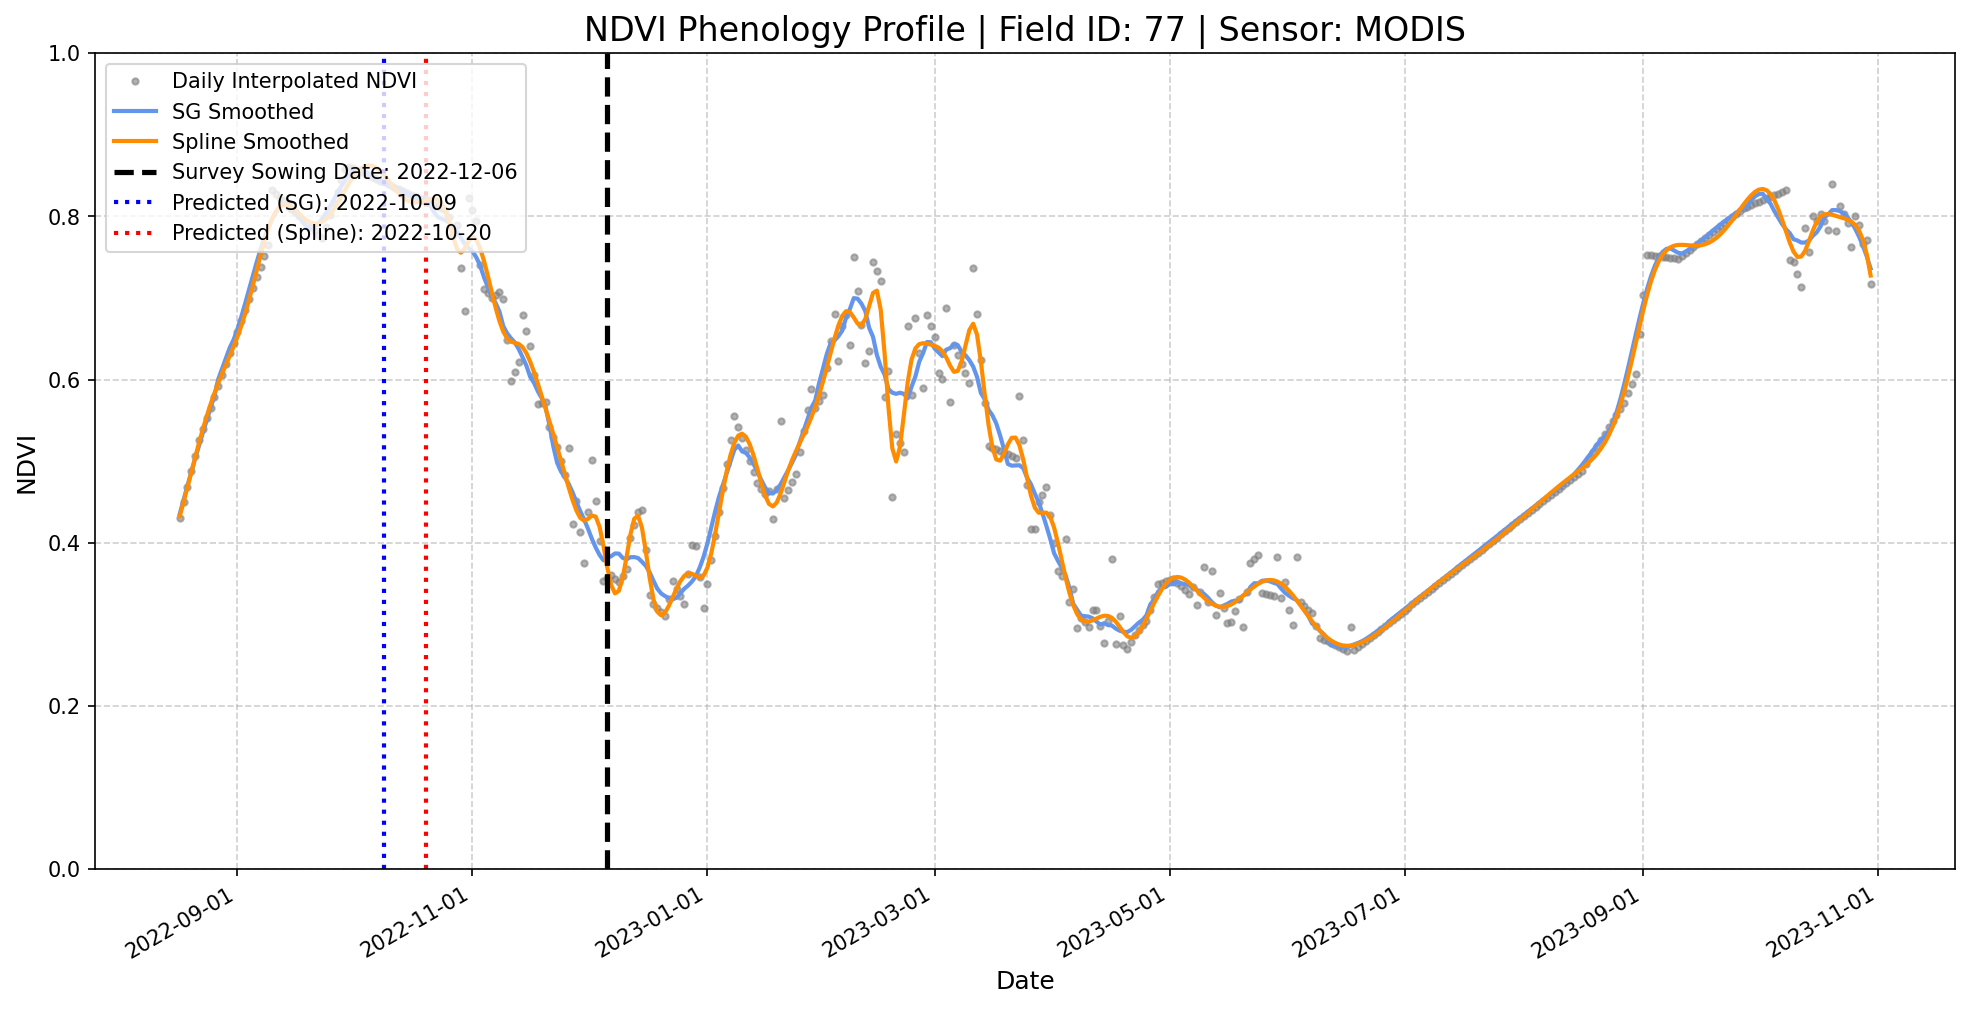 NDVI Phenology Profile | Field ID: 77 | Sensor: MODIS
1.0
0.8
0.6
0.4
0.2
0.0
NDVI
Daily Interpolated NDVI
SG Smoothed
Spline Smoothed
Survey Sowing Date: 2022-12-06
Predicted (SG): 2022-10-09
Predicted (Spline): 2022-10-20
2022-09-01
2022-11-01
2023-01-01
2023-03-01
2023-05-01
2023-07-01
2023-09-01
2023-11-01
Date